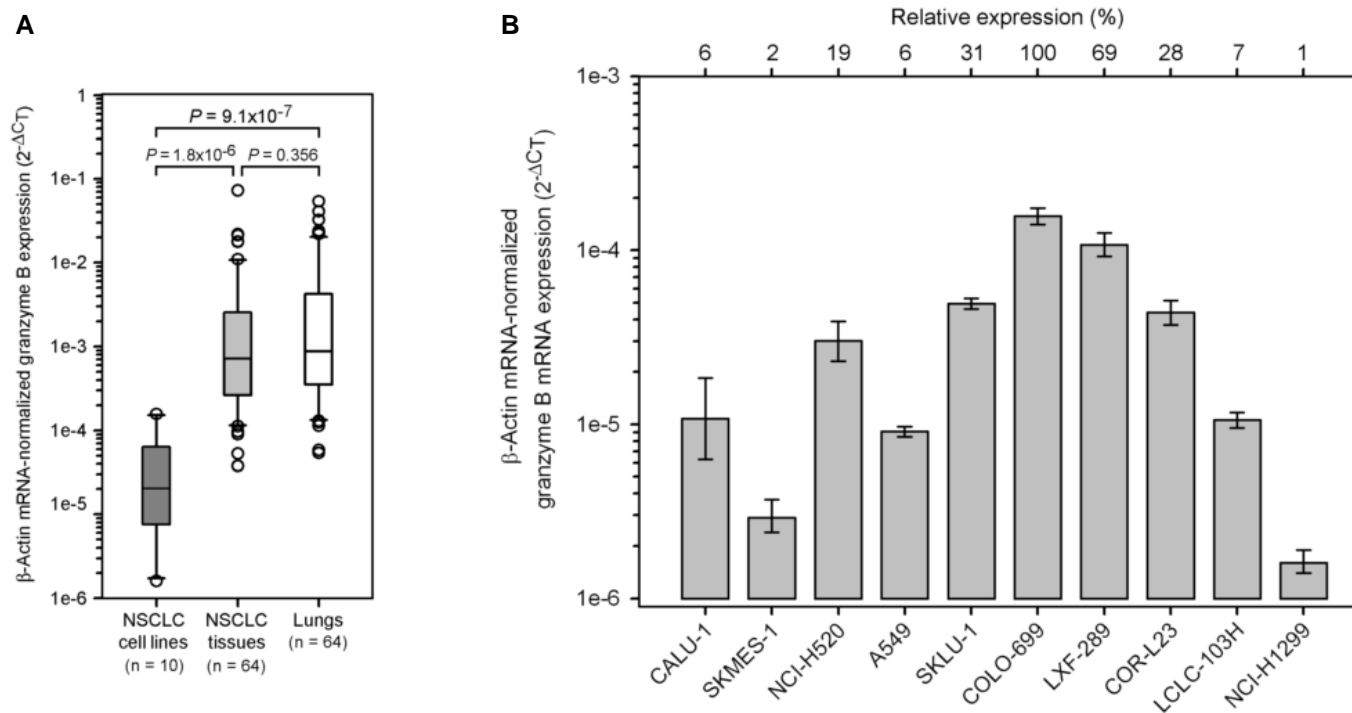 A
β-Actin mRNA-normalized granzyme B expression (2-ΔCT)
1
1e-1
1e-2
1e-3
1e-4
1e-5
1e-6
P = 9.1x10-7
P = 1.8x10-6 P = 0.356
NSCLC NSCLC Lungs
cell lines tissues (n = 64)
(n = 10) (n = 64)
B
Relative expression (%)
6 2 19 6 31 100 69 28 7 1
β-Actin mRNA-normalized
granzyme B mRNA expression (2-ΔCT)
1e-3
1e-4
1e-5
1e-6
CALU-1
SKMES-1
NCI-H520
A549
SKLU-1
COLO-699
LXF-289
COR-L23
LCLC-103H
NCI-H1299